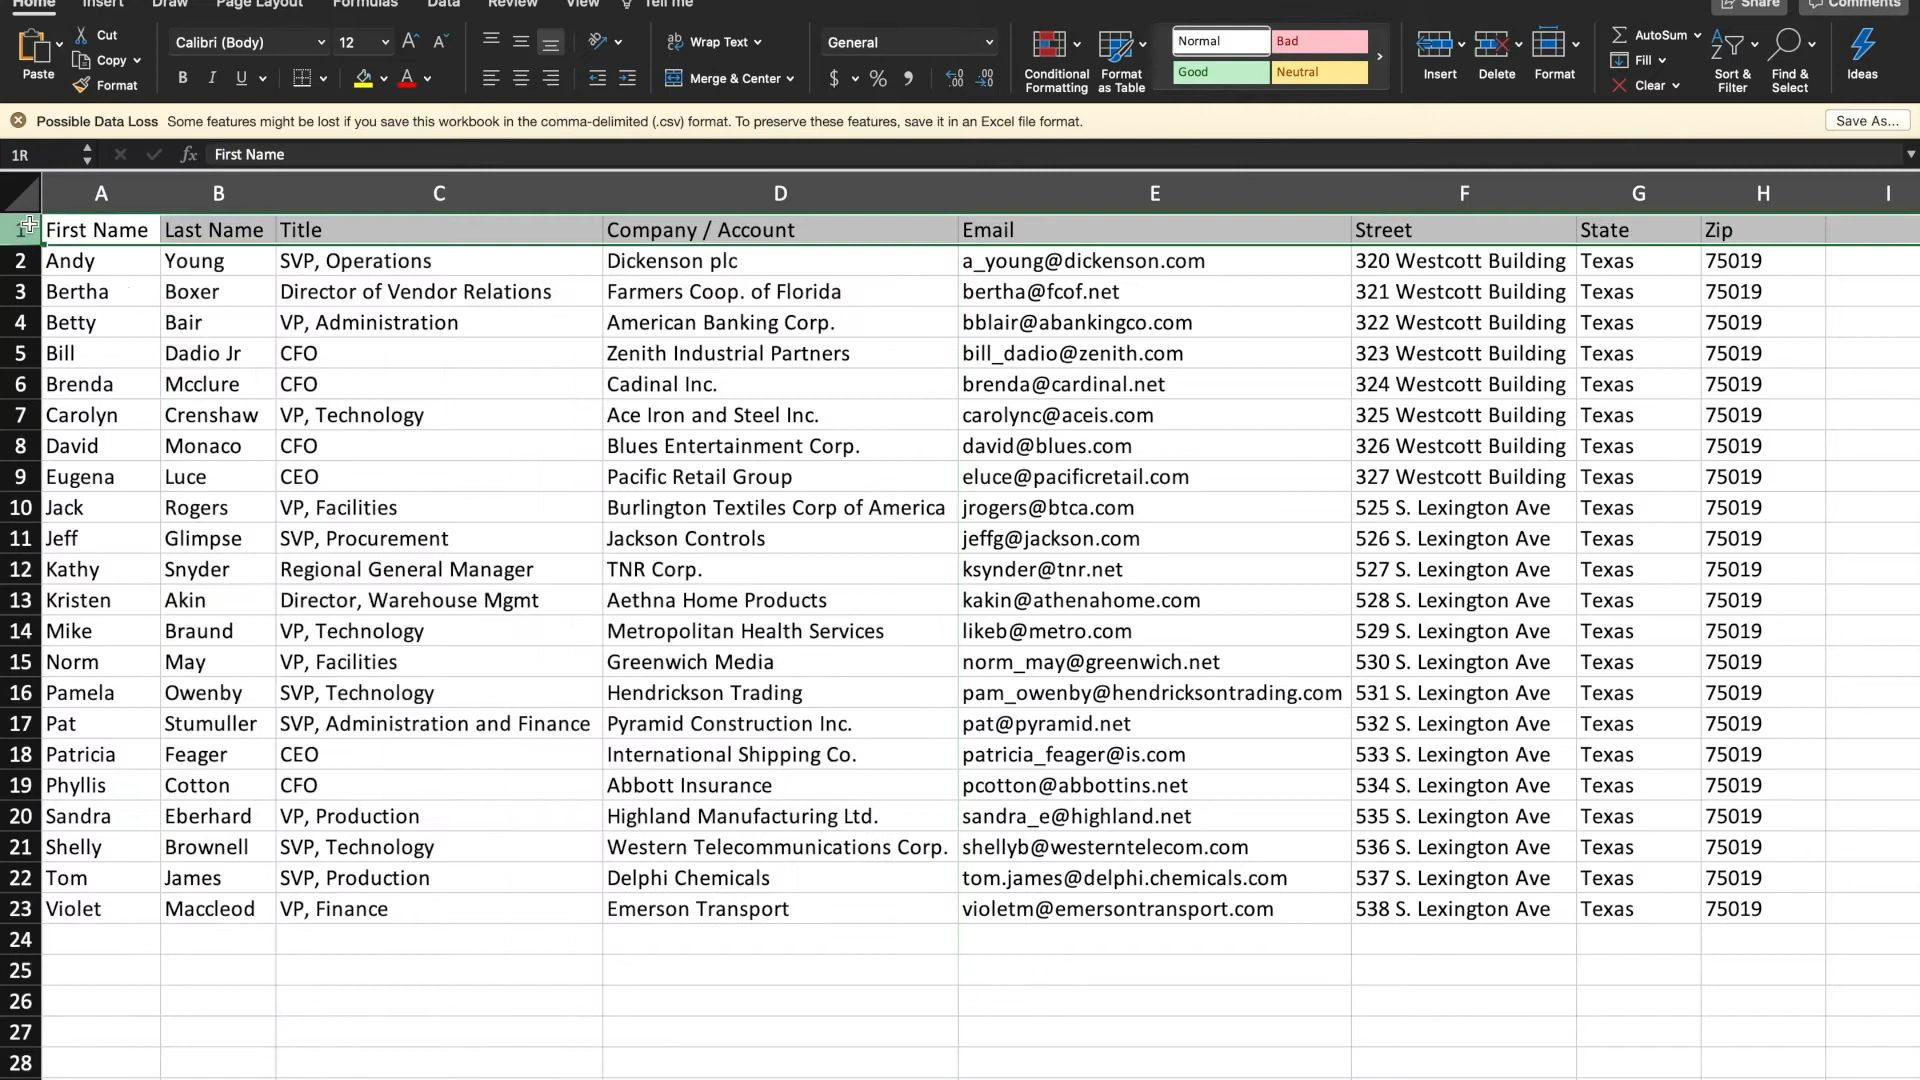 Home Insert Draw Page Layout Formulas Data Review View Tell me Share Comments
Paste Cut Copy Format
Calibri (Body) 12 Wrap Text General
B I U Merge & Center $ %
Conditional Formatting
Format as Table
Normal Bad
Good Neutral
Insert Delete Format
AutoSum
Fill
Clear
Sort & Filter
Find & Select
Ideas
Possible Data Loss Some features might be lost if you save this workbook in the comma-delimited (.csv) format. To preserve these features, save it in an Excel file format. Save As...
1R fx First Name
A B C D E F G H I
1 First Name Last Name Title Company / Account Email Street State Zip
2 Andy Young SVP, Operations Dickenson plc a_young@dickenson.com 320 Westcott Building Texas 75019
3 Bertha Boxer Director of Vendor Relations Farmers Coop. of Florida bertha@fcof.net 321 Westcott Building Texas 75019
4 Betty Bair VP, Administration American Banking Corp. bblair@abankingco.com 322 Westcott Building Texas 75019
5 Bill Dadio Jr CFO Zenith Industrial Partners bill_dadio@zenith.com 323 Westcott Building Texas 75019
6 Brenda Mcclure CFO Cadinal Inc. brenda@cardinal.net 324 Westcott Building Texas 75019
7 Carolyn Crenshaw VP, Technology Ace Iron and Steel Inc. carolync@aceis.com 325 Westcott Building Texas 75019
8 David Monaco CFO Blues Entertainment Corp. david@blues.com 326 Westcott Building Texas 75019
9 Eugena Luce CEO Pacific Retail Group eluce@pacificretail.com 327 Westcott Building Texas 75019
10 Jack Rogers VP, Facilities Burlington Textiles Corp of America jrogers@btca.com 525 S. Lexington Ave Texas 75019
11 Jeff Glimpse SVP, Procurement Jackson Controls jeffg@jackson.com 526 S. Lexington Ave Texas 75019
12 Kathy Snyder Regional General Manager TNR Corp. ksynder@tnr.net 527 S. Lexington Ave Texas 75019
13 Kristen Akin Director, Warehouse Mgmt Aethna Home Products kakin@athenahome.com 528 S. Lexington Ave Texas 75019
14 Mike Braund VP, Technology Metropolitan Health Services likeb@metro.com 529 S. Lexington Ave Texas 75019
15 Norm May VP, Facilities Greenwich Media norm_may@greenwich.net 530 S. Lexington Ave Texas 75019
16 Pamela Owenby SVP, Technology Hendrickson Trading pam_owenby@hendricksontrading.com 531 S. Lexington Ave Texas 75019
17 Pat Stumuller SVP, Administration and Finance Pyramid Construction Inc. pat@pyramid.net 532 S. Lexington Ave Texas 75019
18 Patricia Feager CEO International Shipping Co. patricia_feager@is.com 533 S. Lexington Ave Texas 75019
19 Phyllis Cotton CFO Abbott Insurance pcotton@abbottins.net 534 S. Lexington Ave Texas 75019
20 Sandra Eberhard VP, Production Highland Manufacturing Ltd. sandra_e@highland.net 535 S. Lexington Ave Texas 75019
21 Shelly Brownell SVP, Technology Western Telecommunications Corp. shellyb@westerntelecom.com 536 S. Lexington Ave Texas 75019
22 Tom James SVP, Production Delphi Chemicals tom.james@delphi.chemicals.com 537 S. Lexington Ave Texas 75019
23 Violet Maccleod VP, Finance Emerson Transport violetm@emersontransport.com 538 S. Lexington Ave Texas 75019
24
25
26
27
28